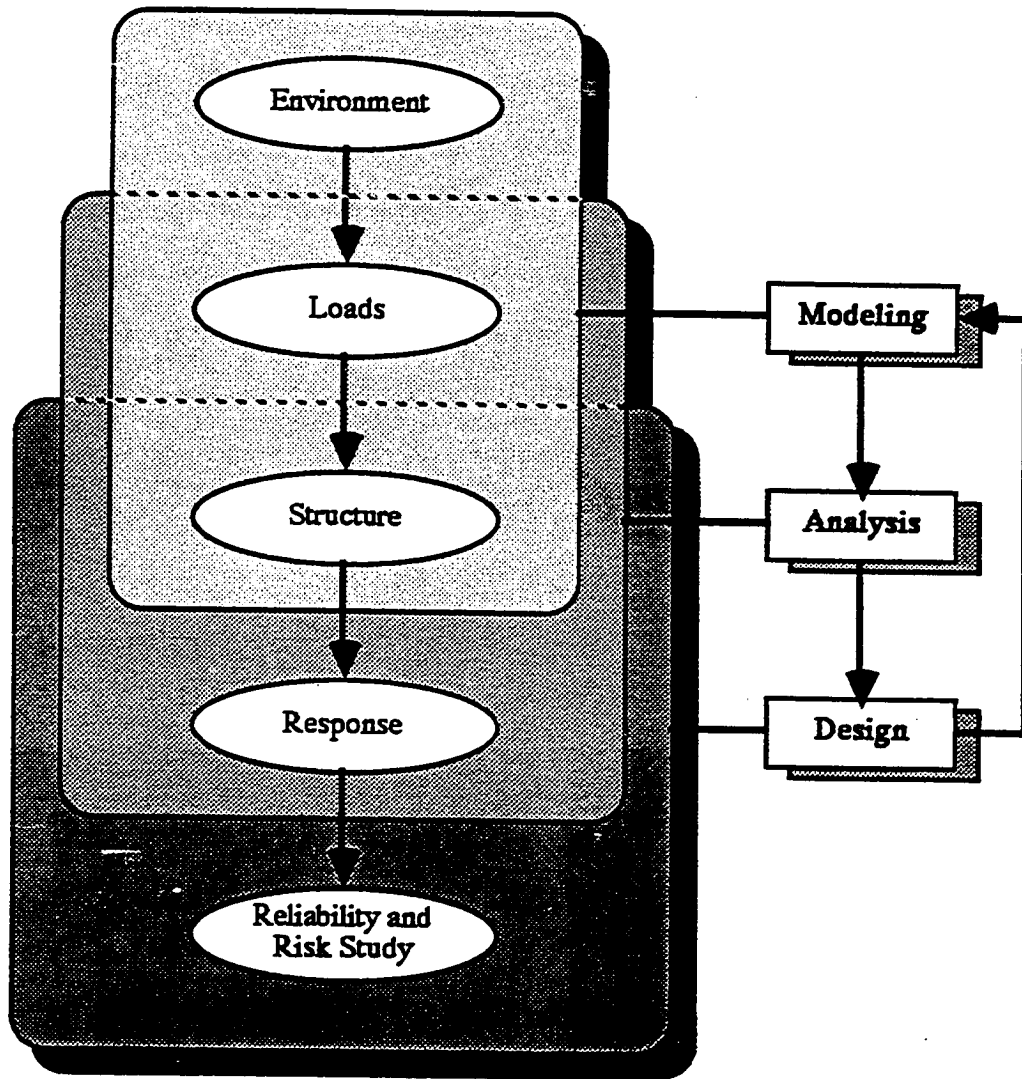 Environment
Loads
Modeling
Structure
Analysis
Response
Design
Reliability and
Risk Study